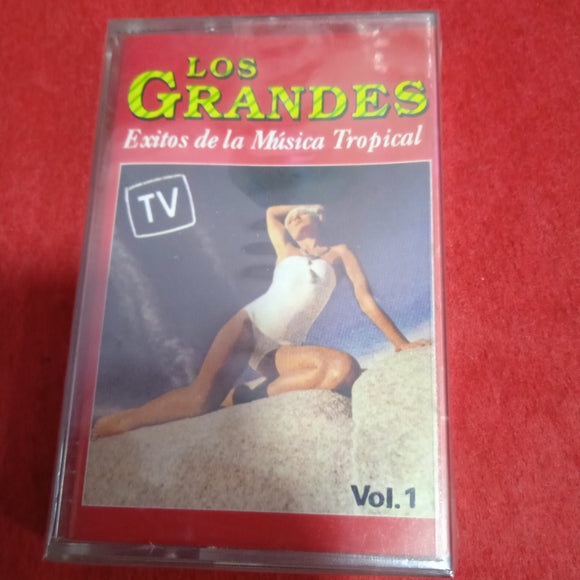 LOS
GRANDES
Exitos de la Música Tropical
TV
Vol.1